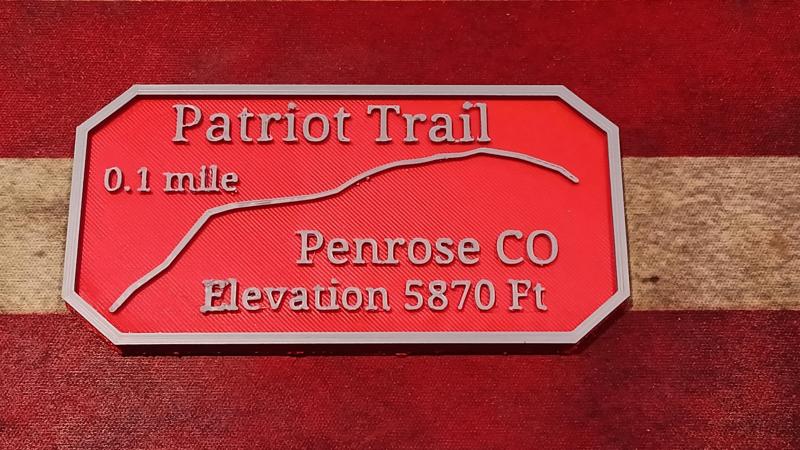 Patriot Trail
0.1 mile
Penrose CO
Elevation 5870 Ft